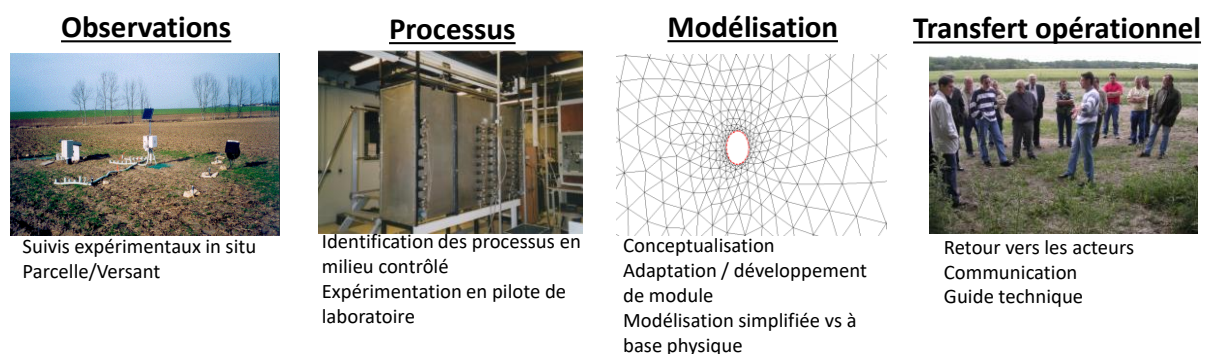 Observations
Suivis expérimentaux in situ
Parcelle/Versant
Processus
Identification des processus en
milieu contrôlé
Expérimentation en pilote de
laboratoire
Modélisation
Conceptualisation
Adaptation / développement
de module
Modélisation simplifiée vs à
base physique
Transfert opérationnel
Retour vers les acteurs
Communication
Guide technique